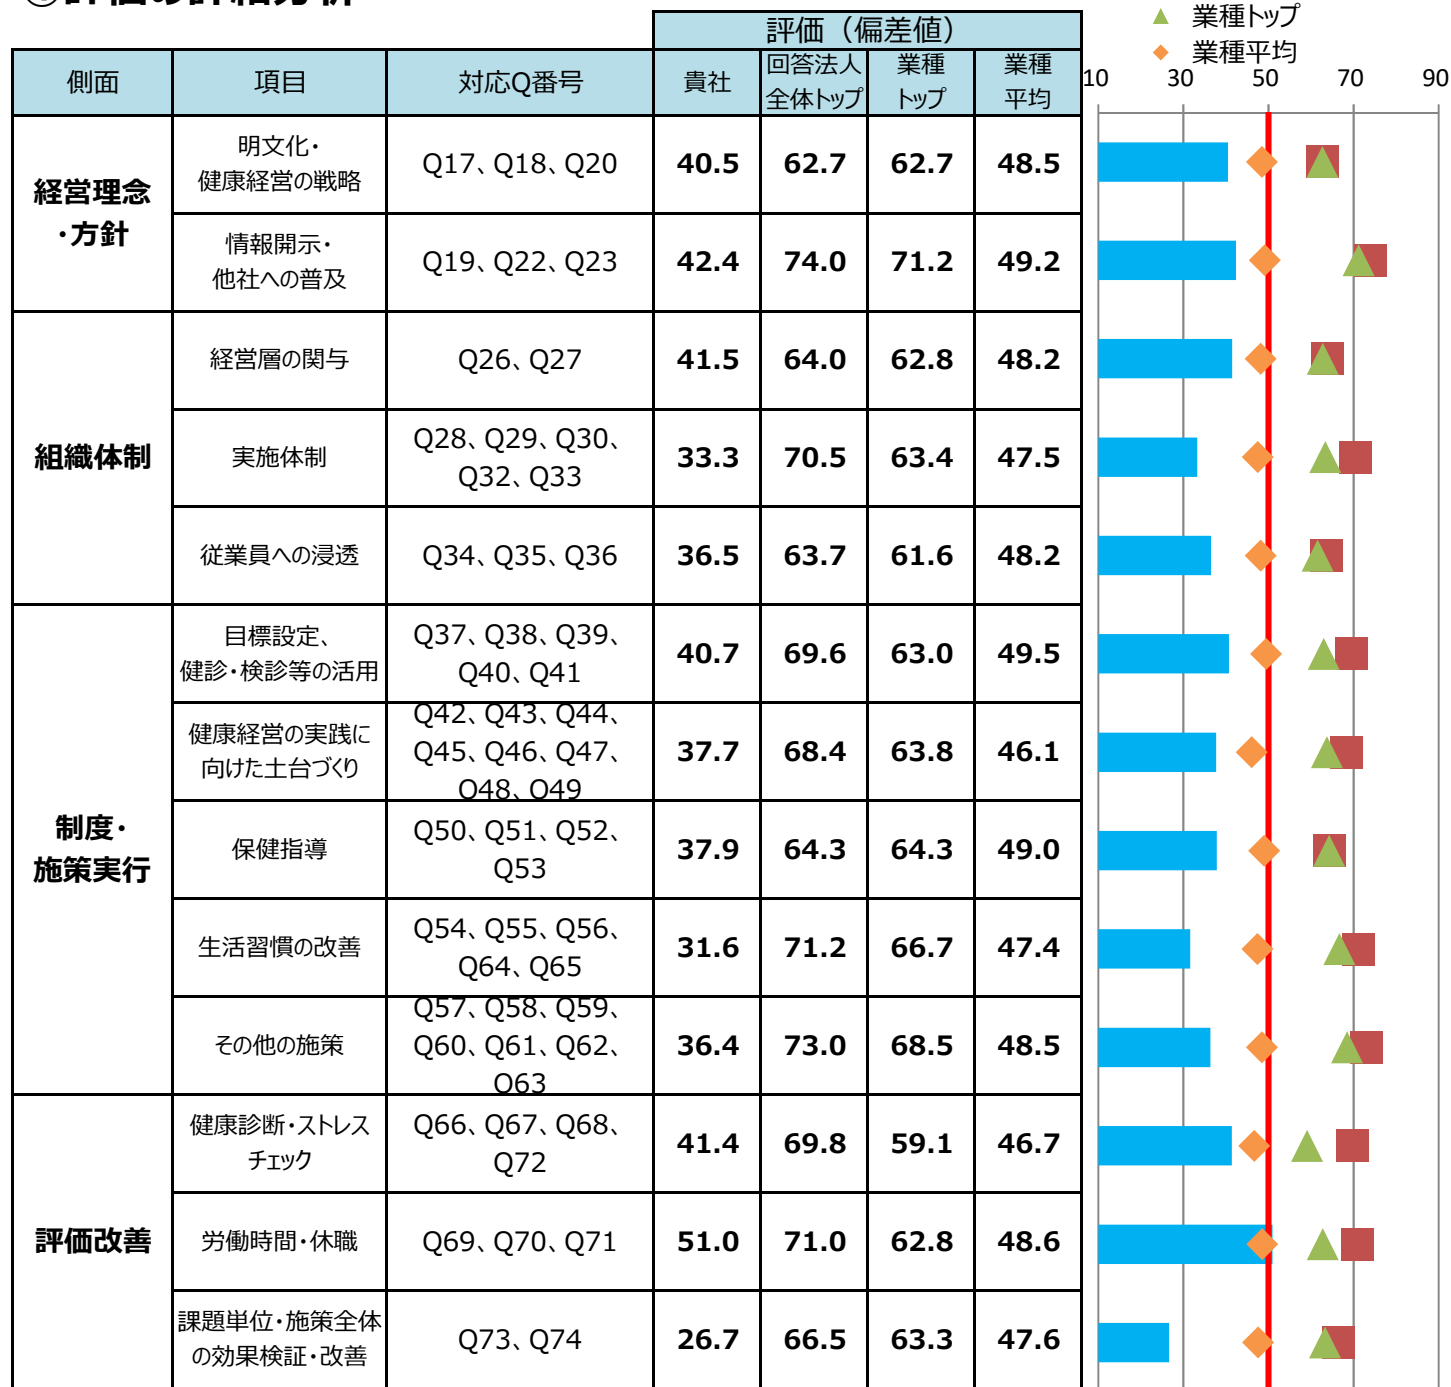 評価（偏差値）
▲ 業種トップ
◆ 業種平均
側面 項目 対応Q番号 貴社 回答法人 業種 業種
全体トップ トップ 平均
10 30 50 70 90
経営理念
・方針
明文化・
健康経営の戦略
Q17、Q18、Q20 40.5 62.7 62.7 48.5
情報開示・
他社への普及
Q19、Q22、Q23 42.4 74.0 71.2 49.2
組織体制
経営層の関与 Q26、Q27 41.5 64.0 62.8 48.2
実施体制
Q28、Q29、Q30、
Q32、Q33
33.3 70.5 63.4 47.5
従業員への浸透 Q34、Q35、Q36 36.5 63.7 61.6 48.2
制度・
施策実行
目標設定、
健診・検診等の活用
Q37、Q38、Q39、
Q40、Q41
40.7 69.6 63.0 49.5
健康経営の実践に
向けた土台づくり
Q42、Q43、Q44、
Q45、Q46、Q47、
Q48、Q49
37.7 68.4 63.8 46.1
保健指導
Q50、Q51、Q52、
Q53
37.9 64.3 64.3 49.0
生活習慣の改善
Q54、Q55、Q56、
Q64、Q65
31.6 71.2 66.7 47.4
その他の施策
Q57、Q58、Q59、
Q60、Q61、Q62、
Q63
36.4 73.0 68.5 48.5
評価改善
健康診断・ストレス
チェック
Q66、Q67、Q68、
Q72
41.4 69.8 59.1 46.7
労働時間・休職 Q69、Q70、Q71 51.0 71.0 62.8 48.6
課題単位・施策全体
の効果検証・改善
Q73、Q74 26.7 66.5 63.3 47.6